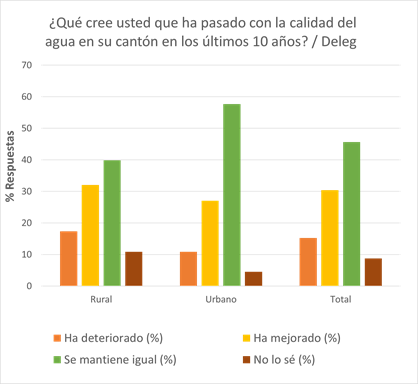 ¿Qué cree usted que ha pasado con la calidad del
agua en su cantón en los últimos 10 años? / Deleg
% Respuestas
70
60
50
40
30
20
10
0
Rural
Urbano
Total
Ha deteriorado (%)
Ha mejorado (%)
Se mantiene igual (%)
No lo sé (%)